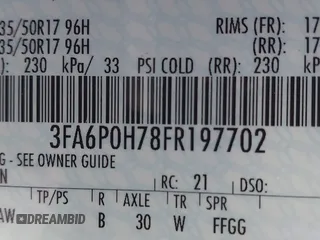 35/50R17 96H RIMS (FR): 17
35/50R17 96H (RR): 17
): 230 kPa/ 33 PSI COLD (RR): 230
3FA6P0H78FR197702
G - SEE OWNER GUIDE
N RC: 21 DSO:
TP/PS R AXLE TR SPR
AW B 30 W FFGG
DREAMBID